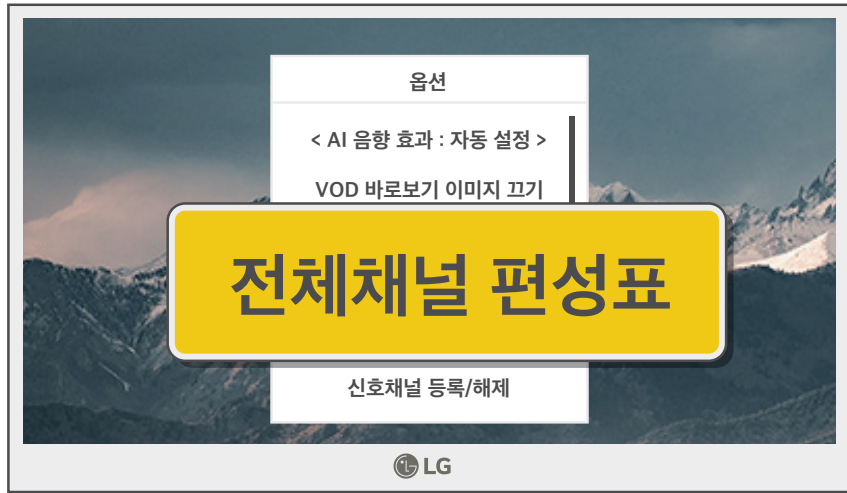 옵션
< AI 음향 효과 : 자동 설정 >
VOD 바로보기 이미지 끄기
전체채널 편성표
신호채널 등록/해제
LG